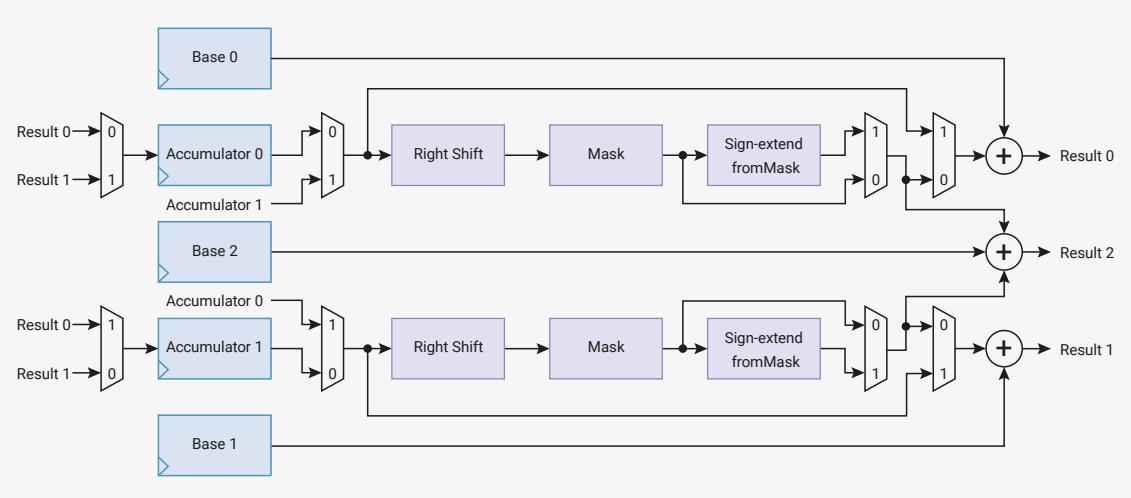 Base 0
Result 0
0
Accumulator 0
0
Right Shift
Mask
Sign-extend
fromMask
1
1
Result 0
Result 1
1
1
0
0
Accumulator 1
Base 2
Result 2
Accumulator 0
Result 0
1
Accumulator 1
1
Right Shift
Mask
Sign-extend
fromMask
0
0
Result 1
Result 1
0
0
1
1
Base 1